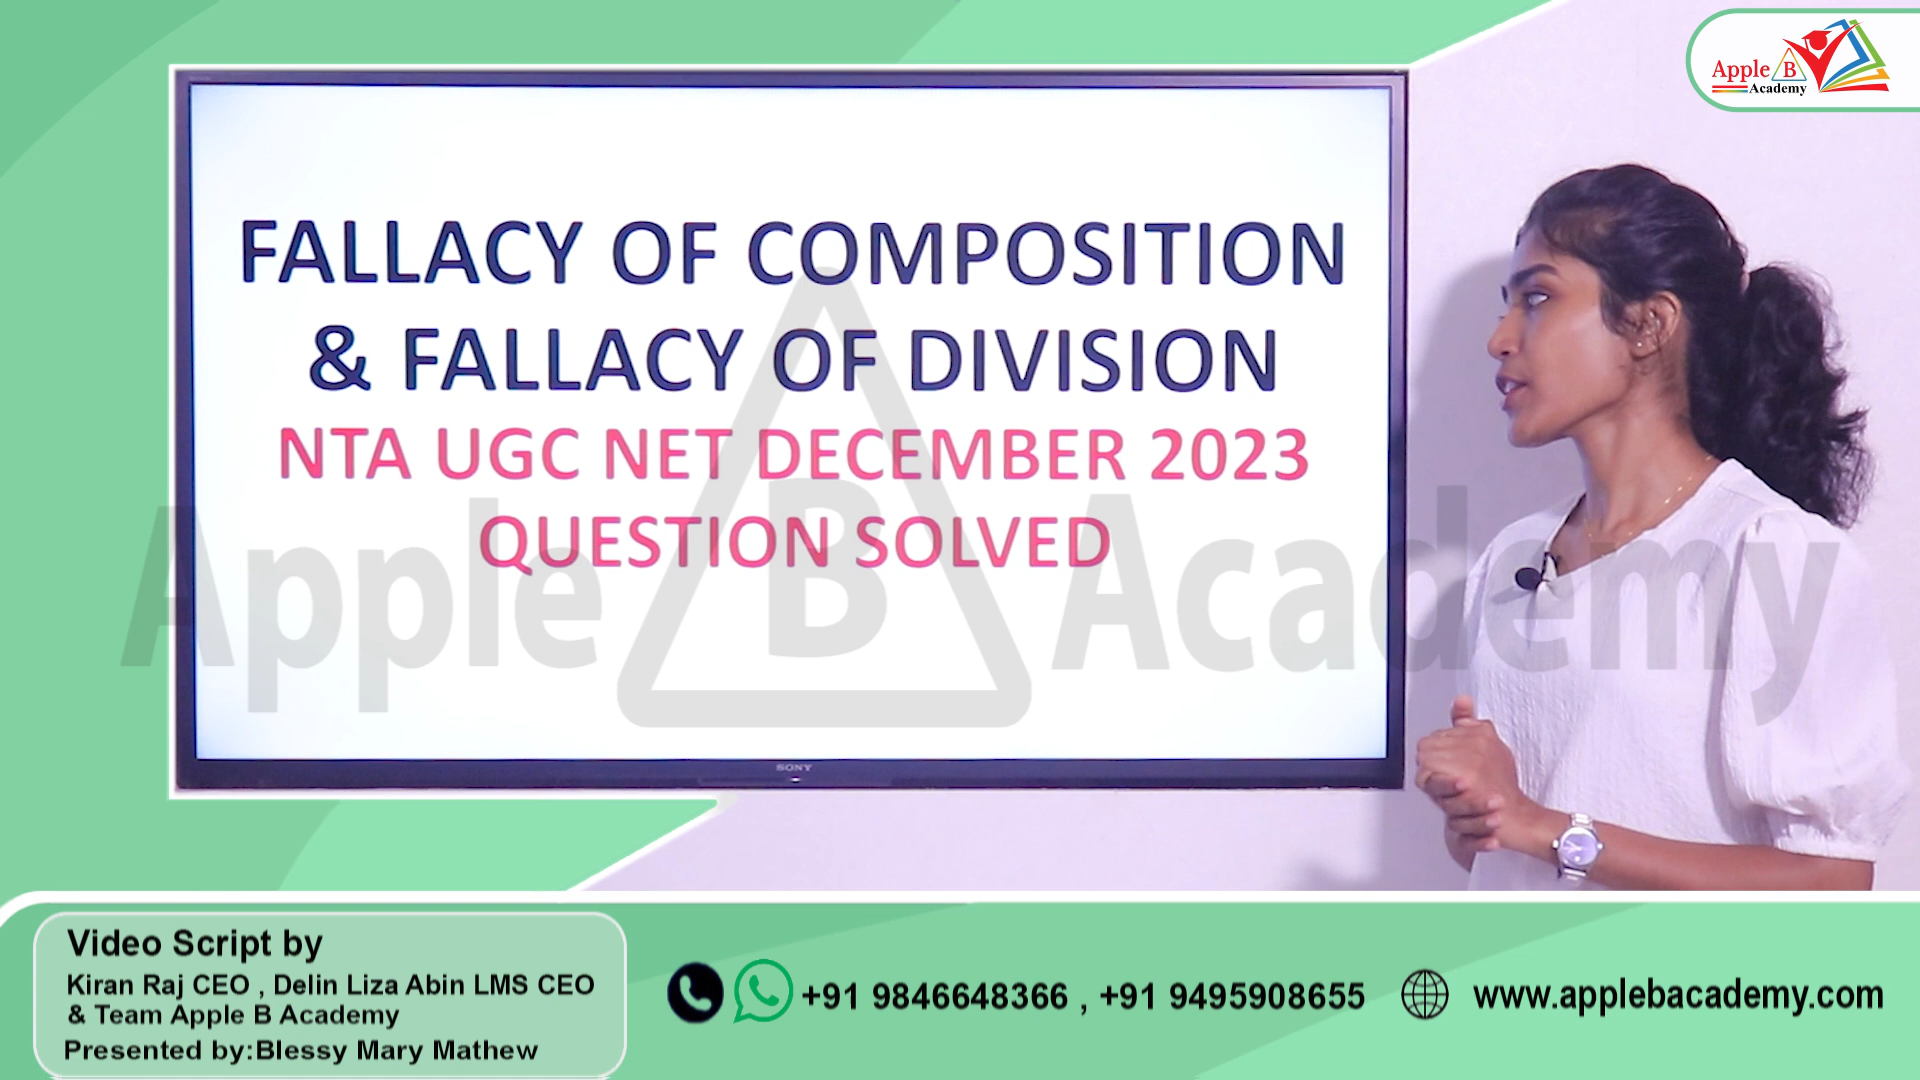 Apple B
Academy
FALLACY OF COMPOSITION
& FALLACY OF DIVISION
NTA UGC NET DECEMBER 2023
QUESTION SOLVED
Apple B Academy
SONY
Video Script by
Kiran Raj CEO , Delin Liza Abin LMS CEO
& Team Apple B Academy
Presented by:Blessy Mary Mathew
+91 9846648366 , +91 9495908655
www.applebacademy.com